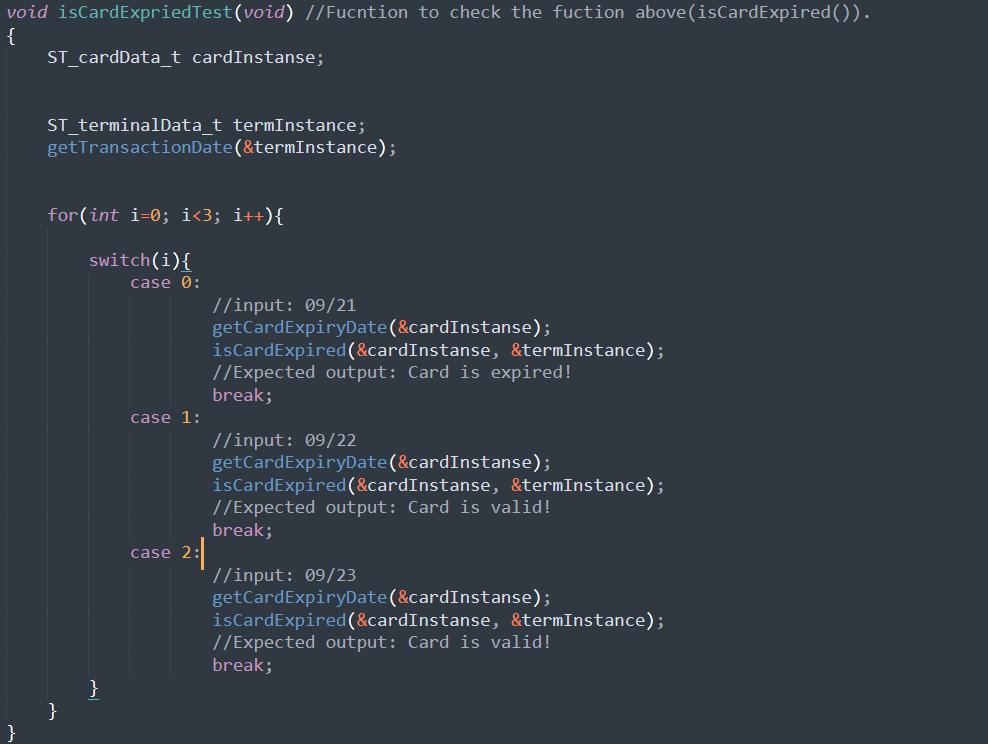 void isCardExpriedTest(void) //Fucntion to check the fuction above(isCardExpired()).
{
ST_cardData_t cardInstanse;
ST_terminalData_t termInstance;
getTransactionDate(&termInstance);
for(int i=0; i<3; i++){
switch(i){
case 0:
//input: 09/21
getCardExpiryDate(&cardInstanse);
isCardExpired(&cardInstanse, &termInstance);
//Expected output: Card is expired!
break;
case 1:
//input: 09/22
getCardExpiryDate(&cardInstanse);
isCardExpired(&cardInstanse, &termInstance);
//Expected output: Card is valid!
break;
case 2:
//input: 09/23
getCardExpiryDate(&cardInstanse);
isCardExpired(&cardInstanse, &termInstance);
//Expected output: Card is valid!
break;
}
}
}